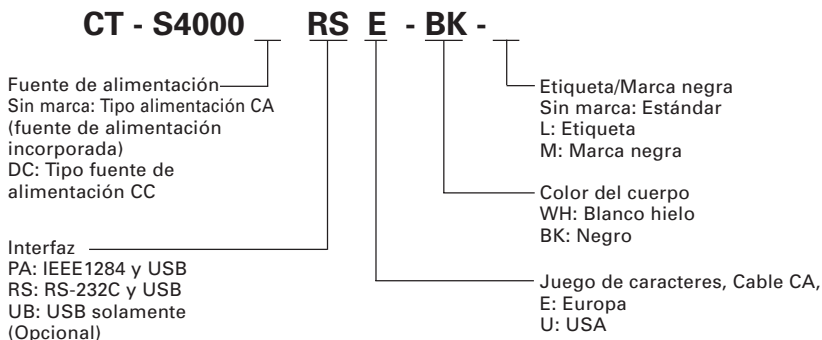 CT - S4000 __ RS E - BK - __
Fuente de alimentación
Sin marca: Tipo alimentación CA
(fuente de alimentación
incorporada)
DC: Tipo fuente de
alimentación CC
Interfaz
PA: IEEE1284 y USB
RS: RS-232C y USB
UB: USB solamente
(Opcional)
Etiqueta/Marca negra
Sin marca: Estándar
L: Etiqueta
M: Marca negra
Color del cuerpo
WH: Blanco hielo
BK: Negro
Juego de caracteres, Cable CA,
E: Europa
U: USA